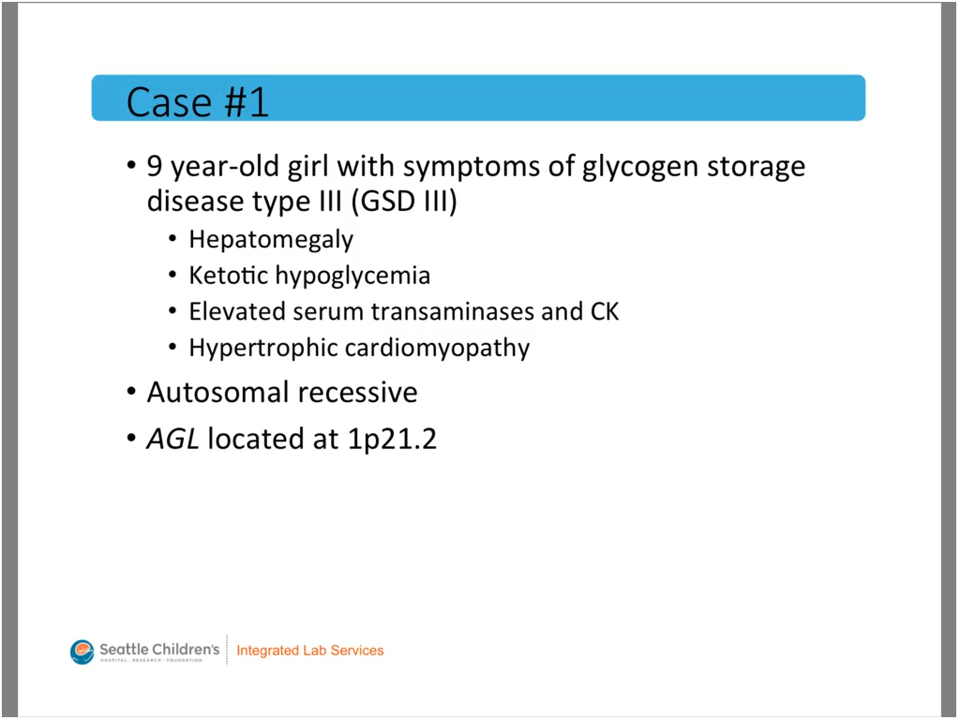 Case #1
• 9 year-old girl with symptoms of glycogen storage
disease type III (GSD III)
• Hepatomegaly
• Ketotic hypoglycemia
• Elevated serum transaminases and CK
• Hypertrophic cardiomyopathy
• Autosomal recessive
• AGL located at 1p21.2
Seattle Children's
HOSPITAL • RESEARCH • FOUNDATION
Integrated Lab Services